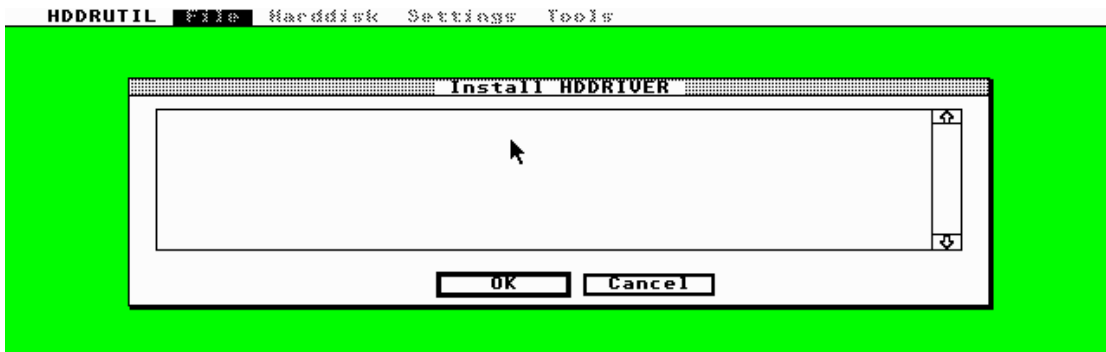 HDDRUTIL File Harddisk Settings Tools
Install HDDRIVER
OK Cancel